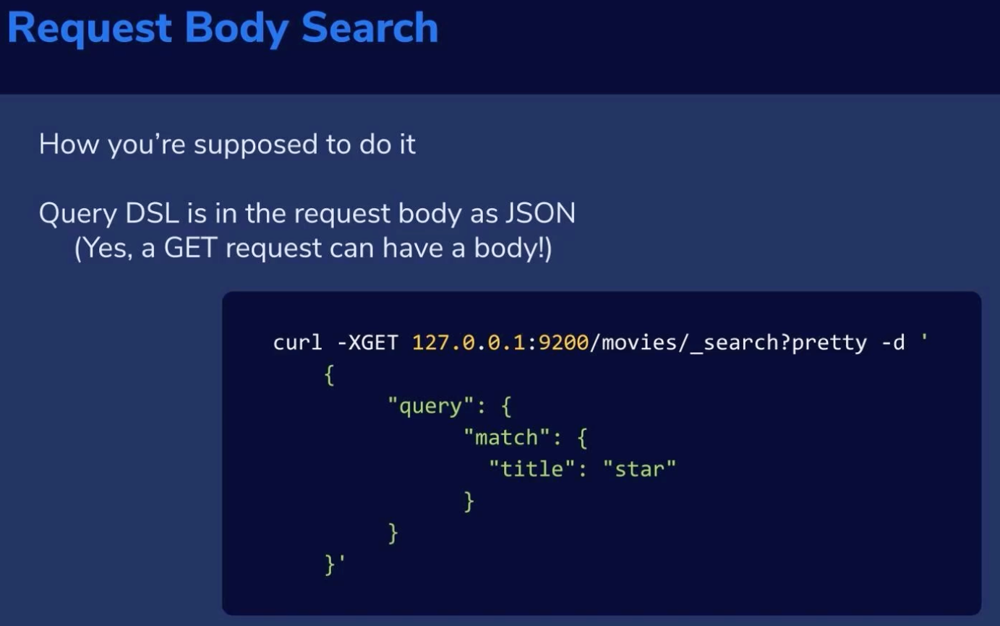 Request Body Search
How you’re supposed to do it
Query DSL is in the request body as JSON
(Yes, a GET request can have a body!)
curl -XGET 127.0.0.1:9200/movies/_search?pretty -d '
{
"query": {
"match": {
"title": "star"
}
}
}'